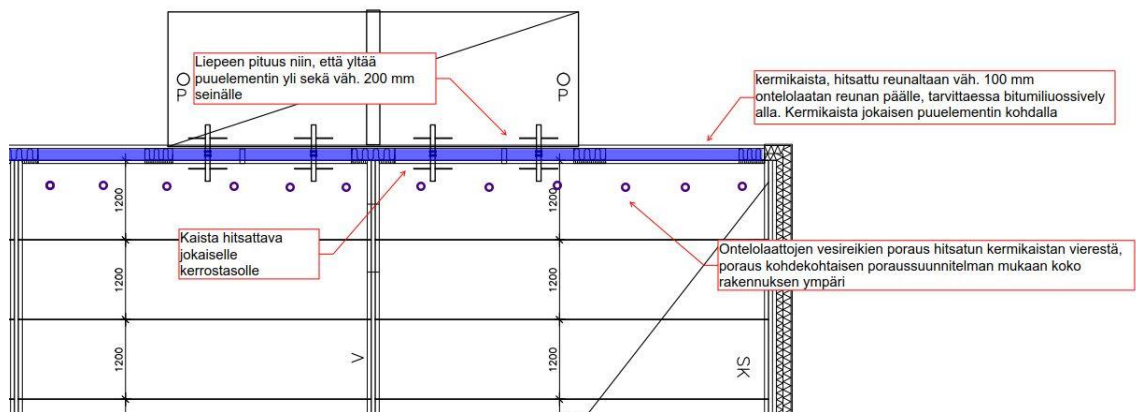 Liepeen pituus niin, että yltää
puuelementin yli sekä väh. 200 mm
seinälle
kermikaista, hitsattu reunaltaan väh. 100 mm
ontelolaatan reunan päälle, tarvittaessa bitumiliuossively
alla. Kermikaista jokaisen puuelementin kohdalla
P
P
1200
1200
Kaista hitsattava
jokaiselle
kerrostasolle
Ontelolaattojen vesireikien poraus hitsatun kermikaistan vierestä,
poraus kohdekohtaisen poraussuunnitelman mukaan koko
rakennuksen ympäri
1200
1200
1200
1200
V
SK